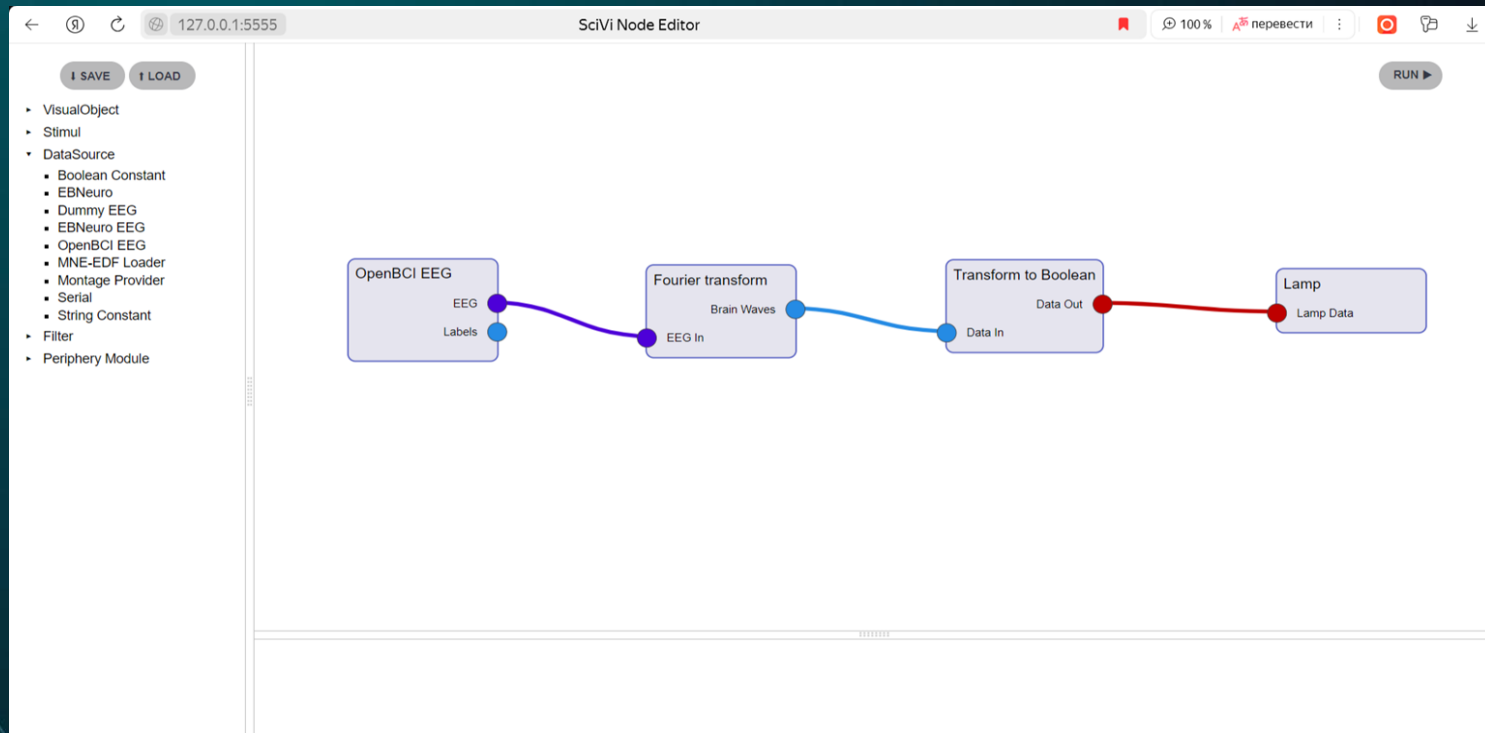 Я 127.0.0.1:5555 SciVi Node Editor 100 % перевести
SAVE LOAD RUN
VisualObject
Stimul
DataSource
Boolean Constant
EBNeuro
Dummy EEG
EBNeuro EEG
OpenBCI EEG
MNE-EDF Loader
Montage Provider
Serial
String Constant
Filter
Periphery Module
OpenBCI EEG
EEG
Labels
Fourier transform
Brain Waves
EEG In
Transform to Boolean
Data Out
Data In
Lamp
Lamp Data